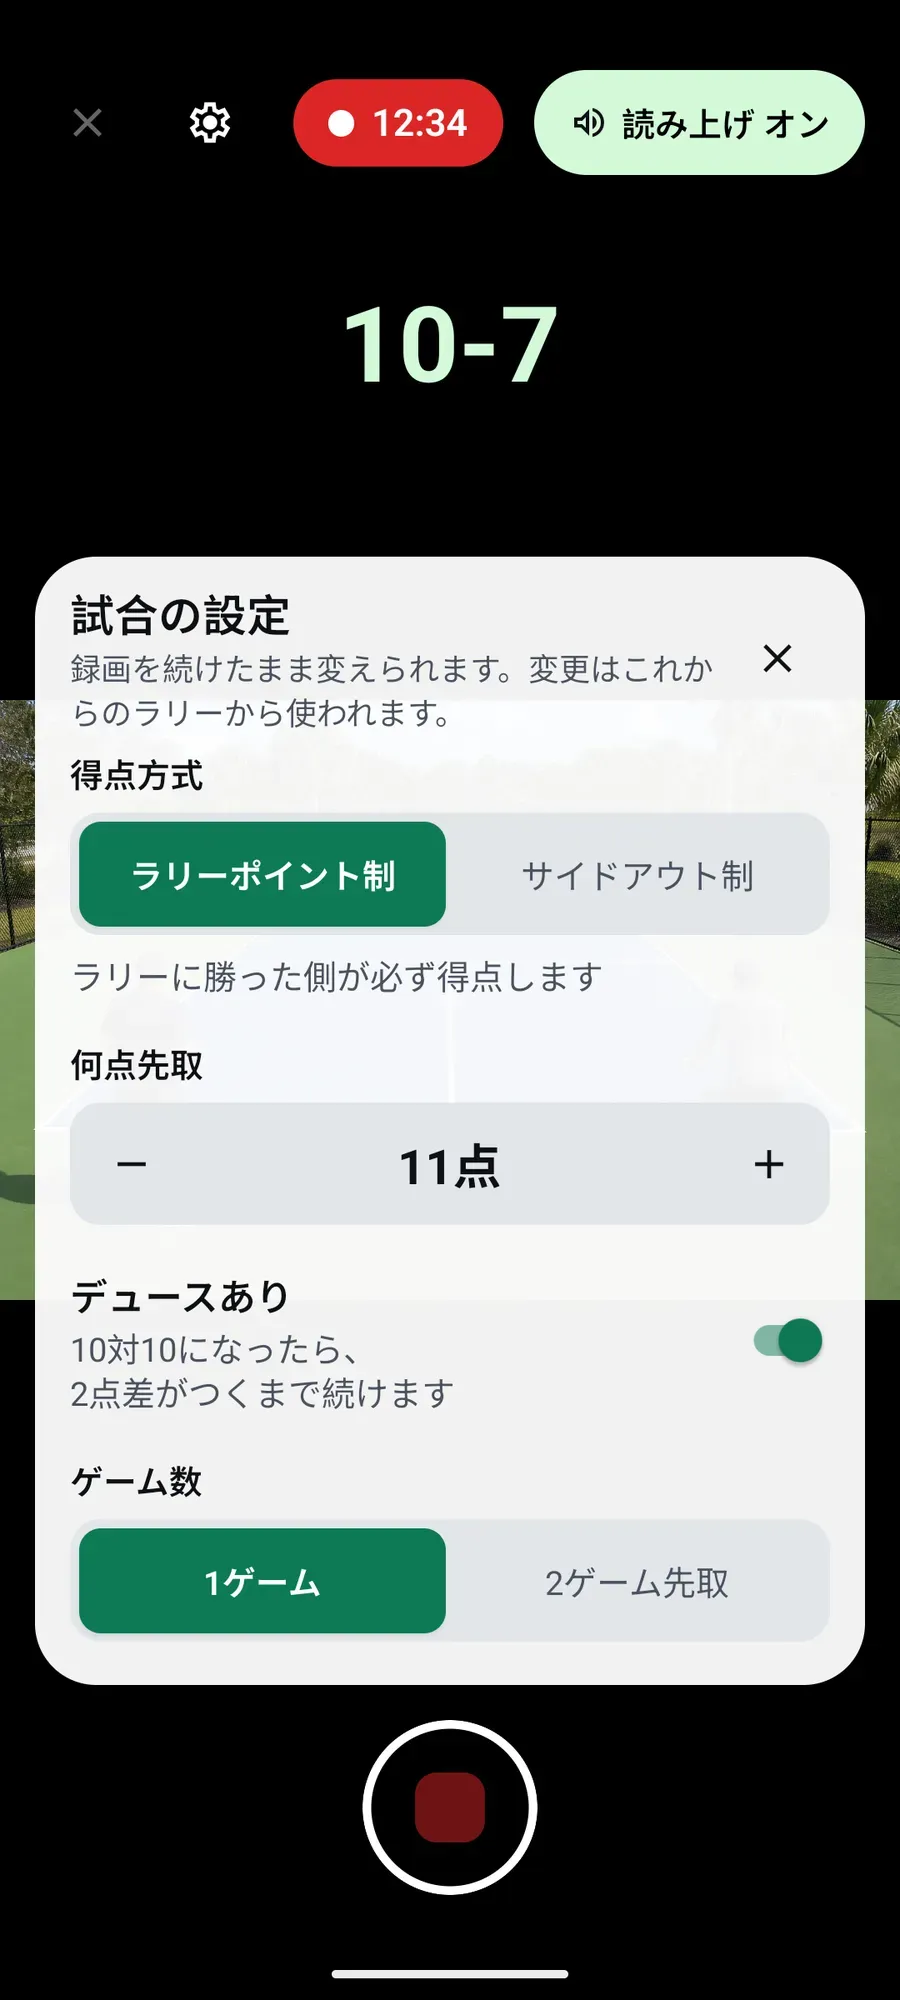 12:34
読み上げ オン
10-7
試合の設定
録画を続けたまま変えられます。変更はこれか
らのラリーから使われます。
得点方式
ラリーポイント制
サイドアウト制
ラリーに勝った側が必ず得点します
何点先取
11点
デュースあり
10対10になったら、
2点差がつくまで続けます
ゲーム数
1ゲーム
2ゲーム先取